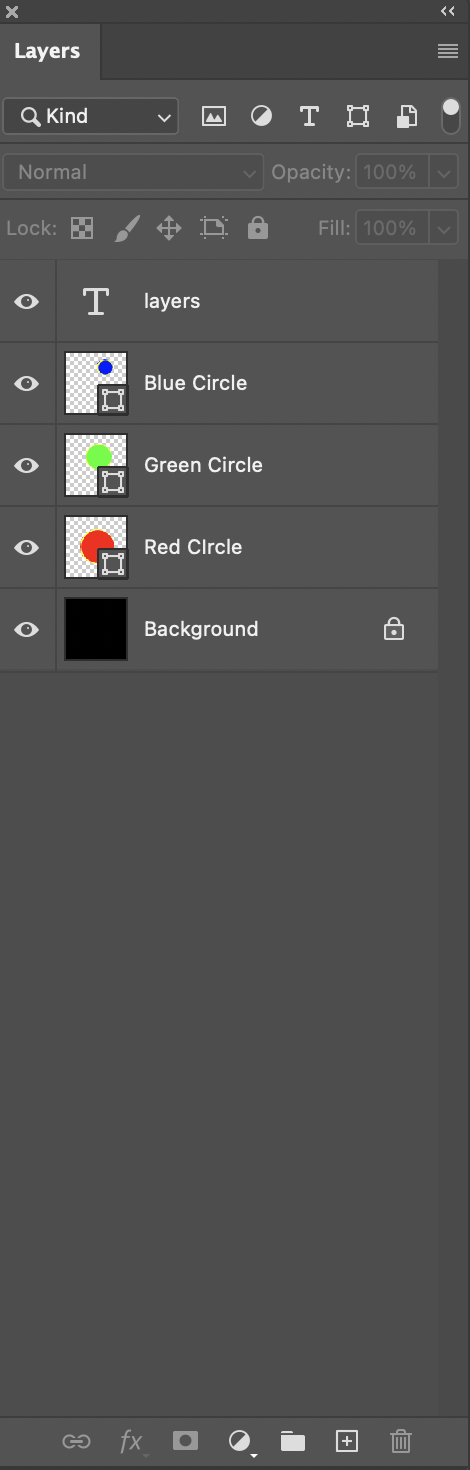 Layers
Kind
Normal Opacity: 100%
Lock: Fill: 100%
T layers
Blue Circle
Green Circle
Red CIrcle
Background
fx